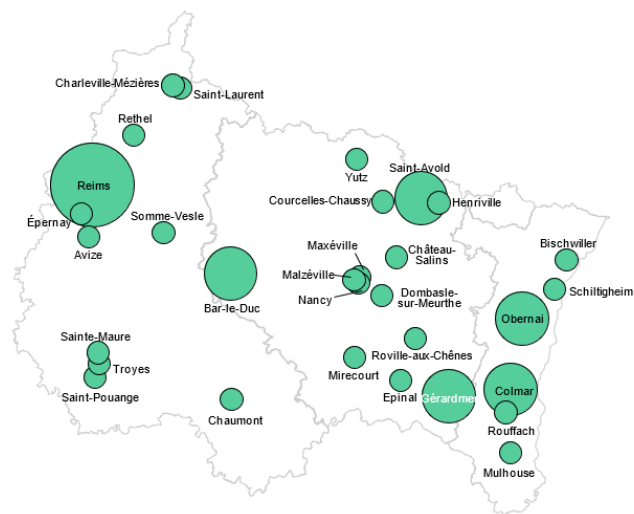 Charleville-Mézières
Saint-Laurent
Rethel
Yutz
Saint-Avold
Reims
Courcelles-Chaussy
Henriville
Épernay
Somme-Vesle
Avize
Bischwiller
Maxéville
Château-
Salins
Malzéville
Schiltigheim
Nancy
Dombasle-
sur-Meurthe
Bar-le-Duc
Obernai
Sainte-Maure
Roville-aux-Chênes
Troyes
Mirecourt
Colmar
Saint-Pouange
Epinal
Gérardmer
Chaumont
Rouffach
Mulhouse